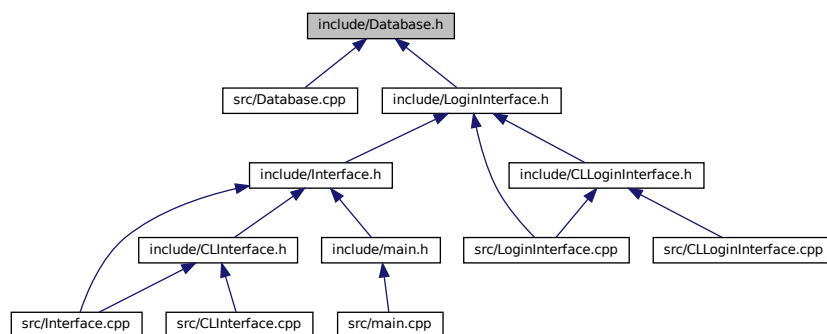 include/Database.h
src/Database.cpp
include/LoginInterface.h
include/Interface.h
include/CLLoginInterface.h
include/CLInterface.h
include/main.h
src/LoginInterface.cpp
src/CLLoginInterface.cpp
src/Interface.cpp
src/CLInterface.cpp
src/main.cpp